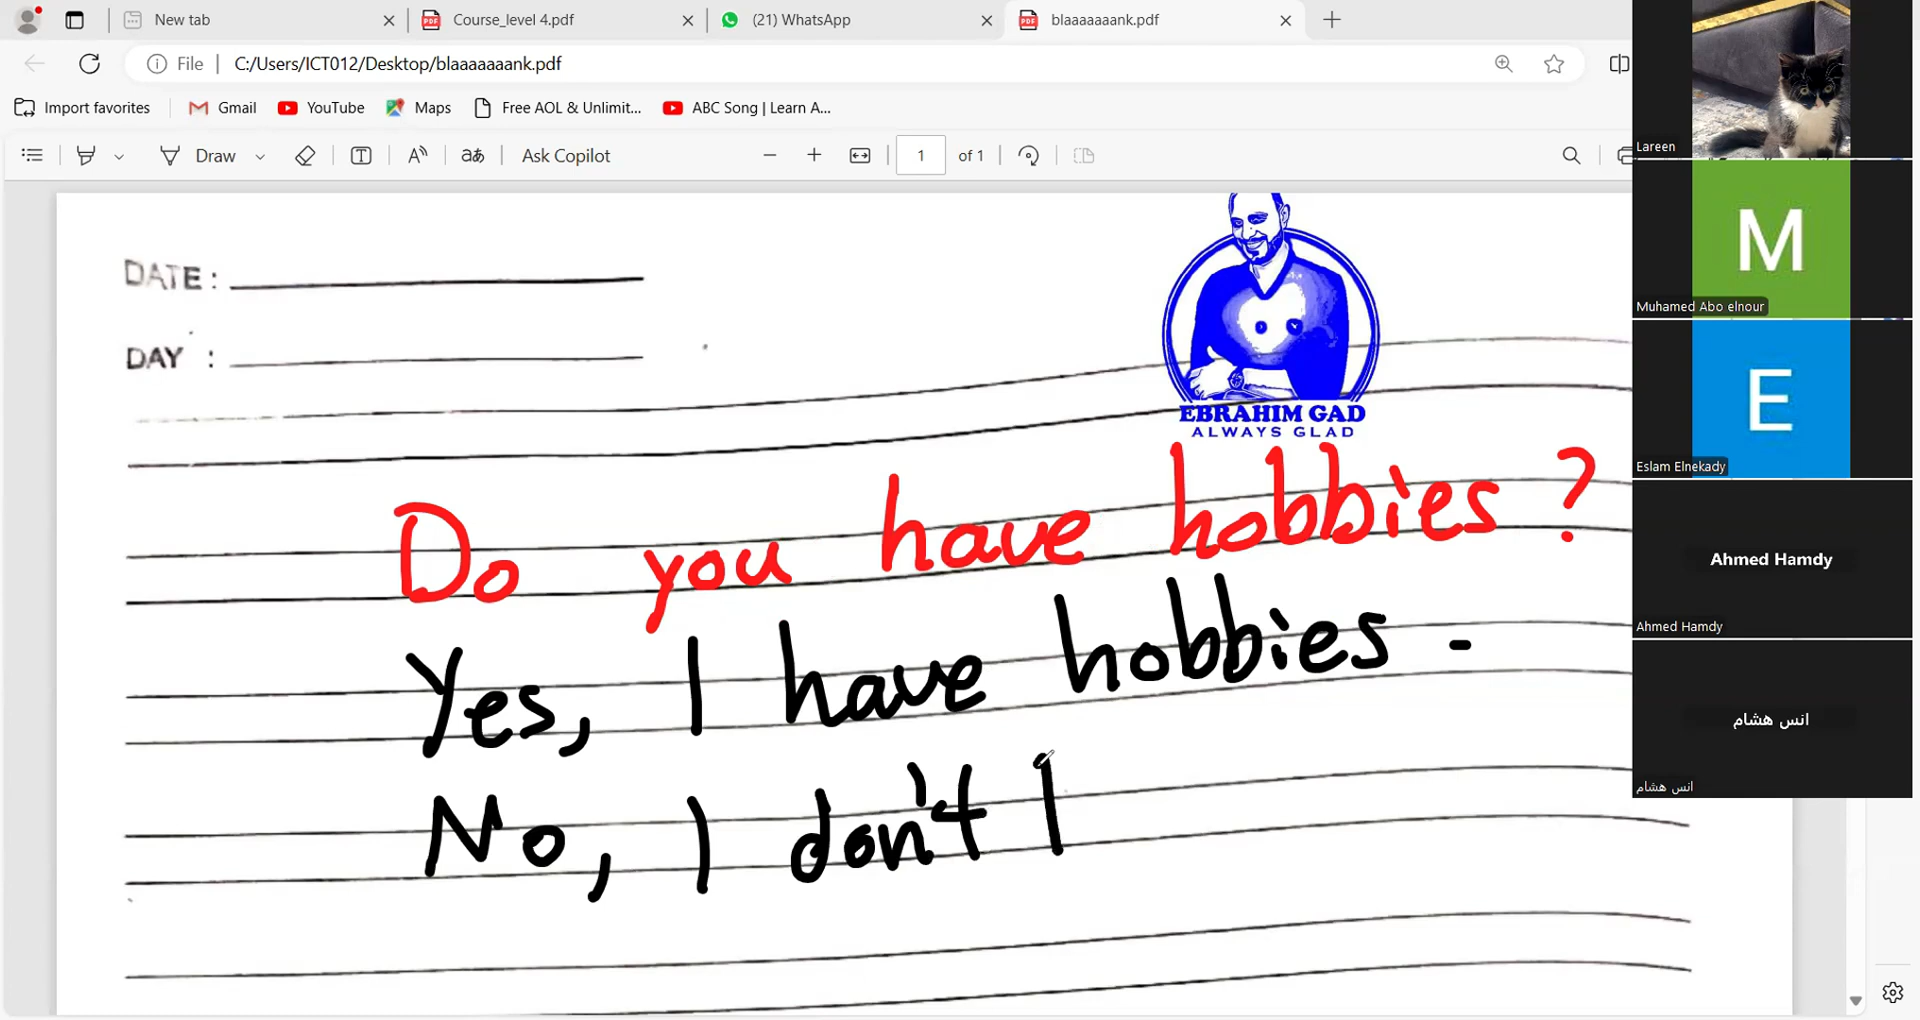 New tab
Course_level 4.pdf
(21) WhatsApp
blaaaaaaank.pdf
File
C:/Users/ICT012/Desktop/blaaaaaaank.pdf
Import favorites
Gmail
YouTube
Maps
Free AOL & Unlimit...
ABC Song | Learn A...
Draw
Ask Copilot
1 of 1
DATE :
DAY :
EBRAHIM GAD
ALWAYS GLAD
Do you have hobbies ?
Yes, I have hobbies .
No, I don't
Lareen
M
Muhamed Abo elnour
E
Eslam Elnekady
Ahmed Hamdy
Ahmed Hamdy
انس هشام
انس هشام